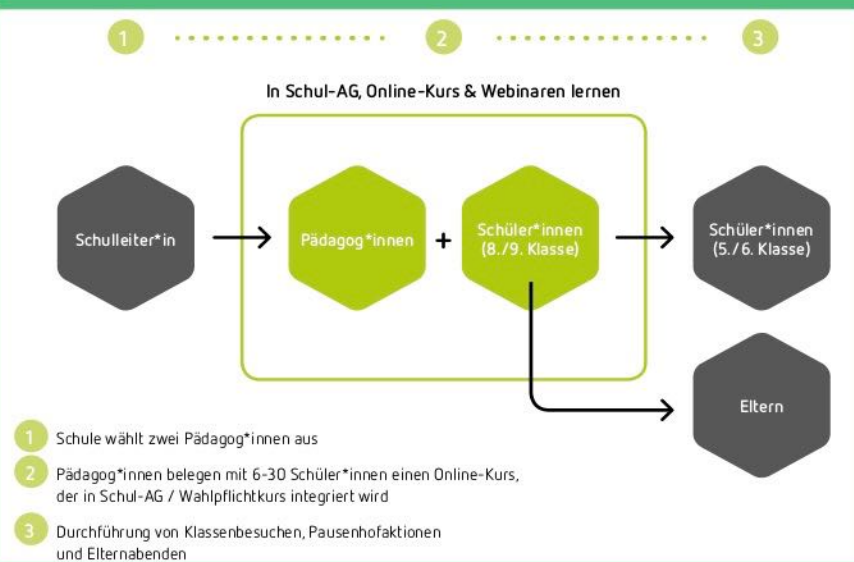 1
2
3
In Schul-AG, Online-Kurs & Webinaren lernen
Schulleiter*in
Pädagog*innen
+
Schüler*innen
(8./9. Klasse)
Schüler*innen
(5./6. Klasse)
Eltern
1 Schule wählt zwei Pädagog*innen aus
2 Pädagog*innen belegen mit 6-30 Schüler*innen einen Online-Kurs,
der in Schul-AG / Wahlpflichtkurs integriert wird
3 Durchführung von Klassenbesuchen, Pausenhofaktionen
und Elternabenden